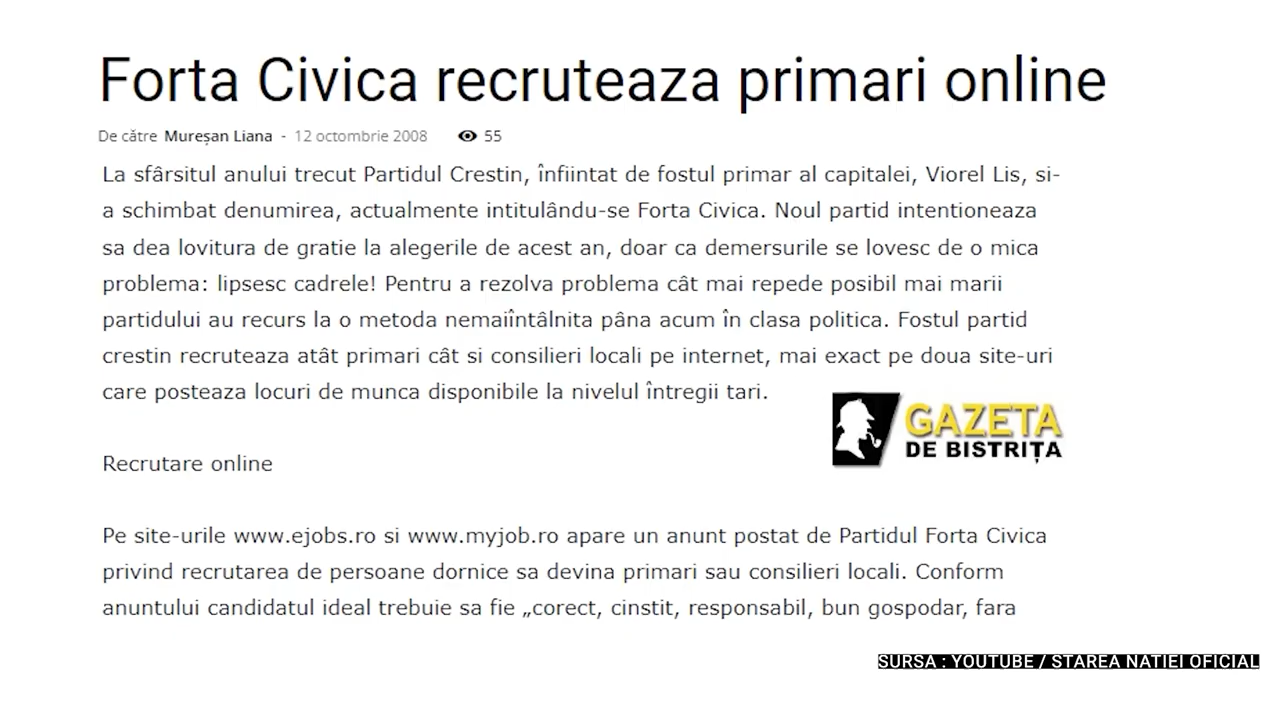 Forta Civica recruteaza primari online
De către Mureșan Liana - 12 octombrie 2008 55
La sfârsitul anului trecut Partidul Crestin, înfiintat de fostul primar al capitalei, Viorel Lis, si-
a schimbat denumirea, actualmente intitulându-se Forta Civica. Noul partid intentioneaza
sa dea lovitura de gratie la alegerile de acest an, doar ca demersurile se lovesc de o mica
problema: lipsesc cadrele! Pentru a rezolva problema cât mai repede posibil mai marii
partidului au recurs la o metoda nemaiîntâlnita pâna acum în clasa politica. Fostul partid
crestin recruteaza atât primari cât si consilieri locali pe internet, mai exact pe doua site-uri
care posteaza locuri de munca disponibile la nivelul întregii tari.
GAZETA
DE BISTRIȚA
Recrutare online
Pe site-urile www.ejobs.ro si www.myjob.ro apare un anunt postat de Partidul Forta Civica
privind recrutarea de persoane dornice sa devina primari sau consilieri locali. Conform
anuntului candidatul ideal trebuie sa fie „corect, cinstit, responsabil, bun gospodar, fara
SURSA : YOUTUBE / STAREA NATIEI OFICIAL